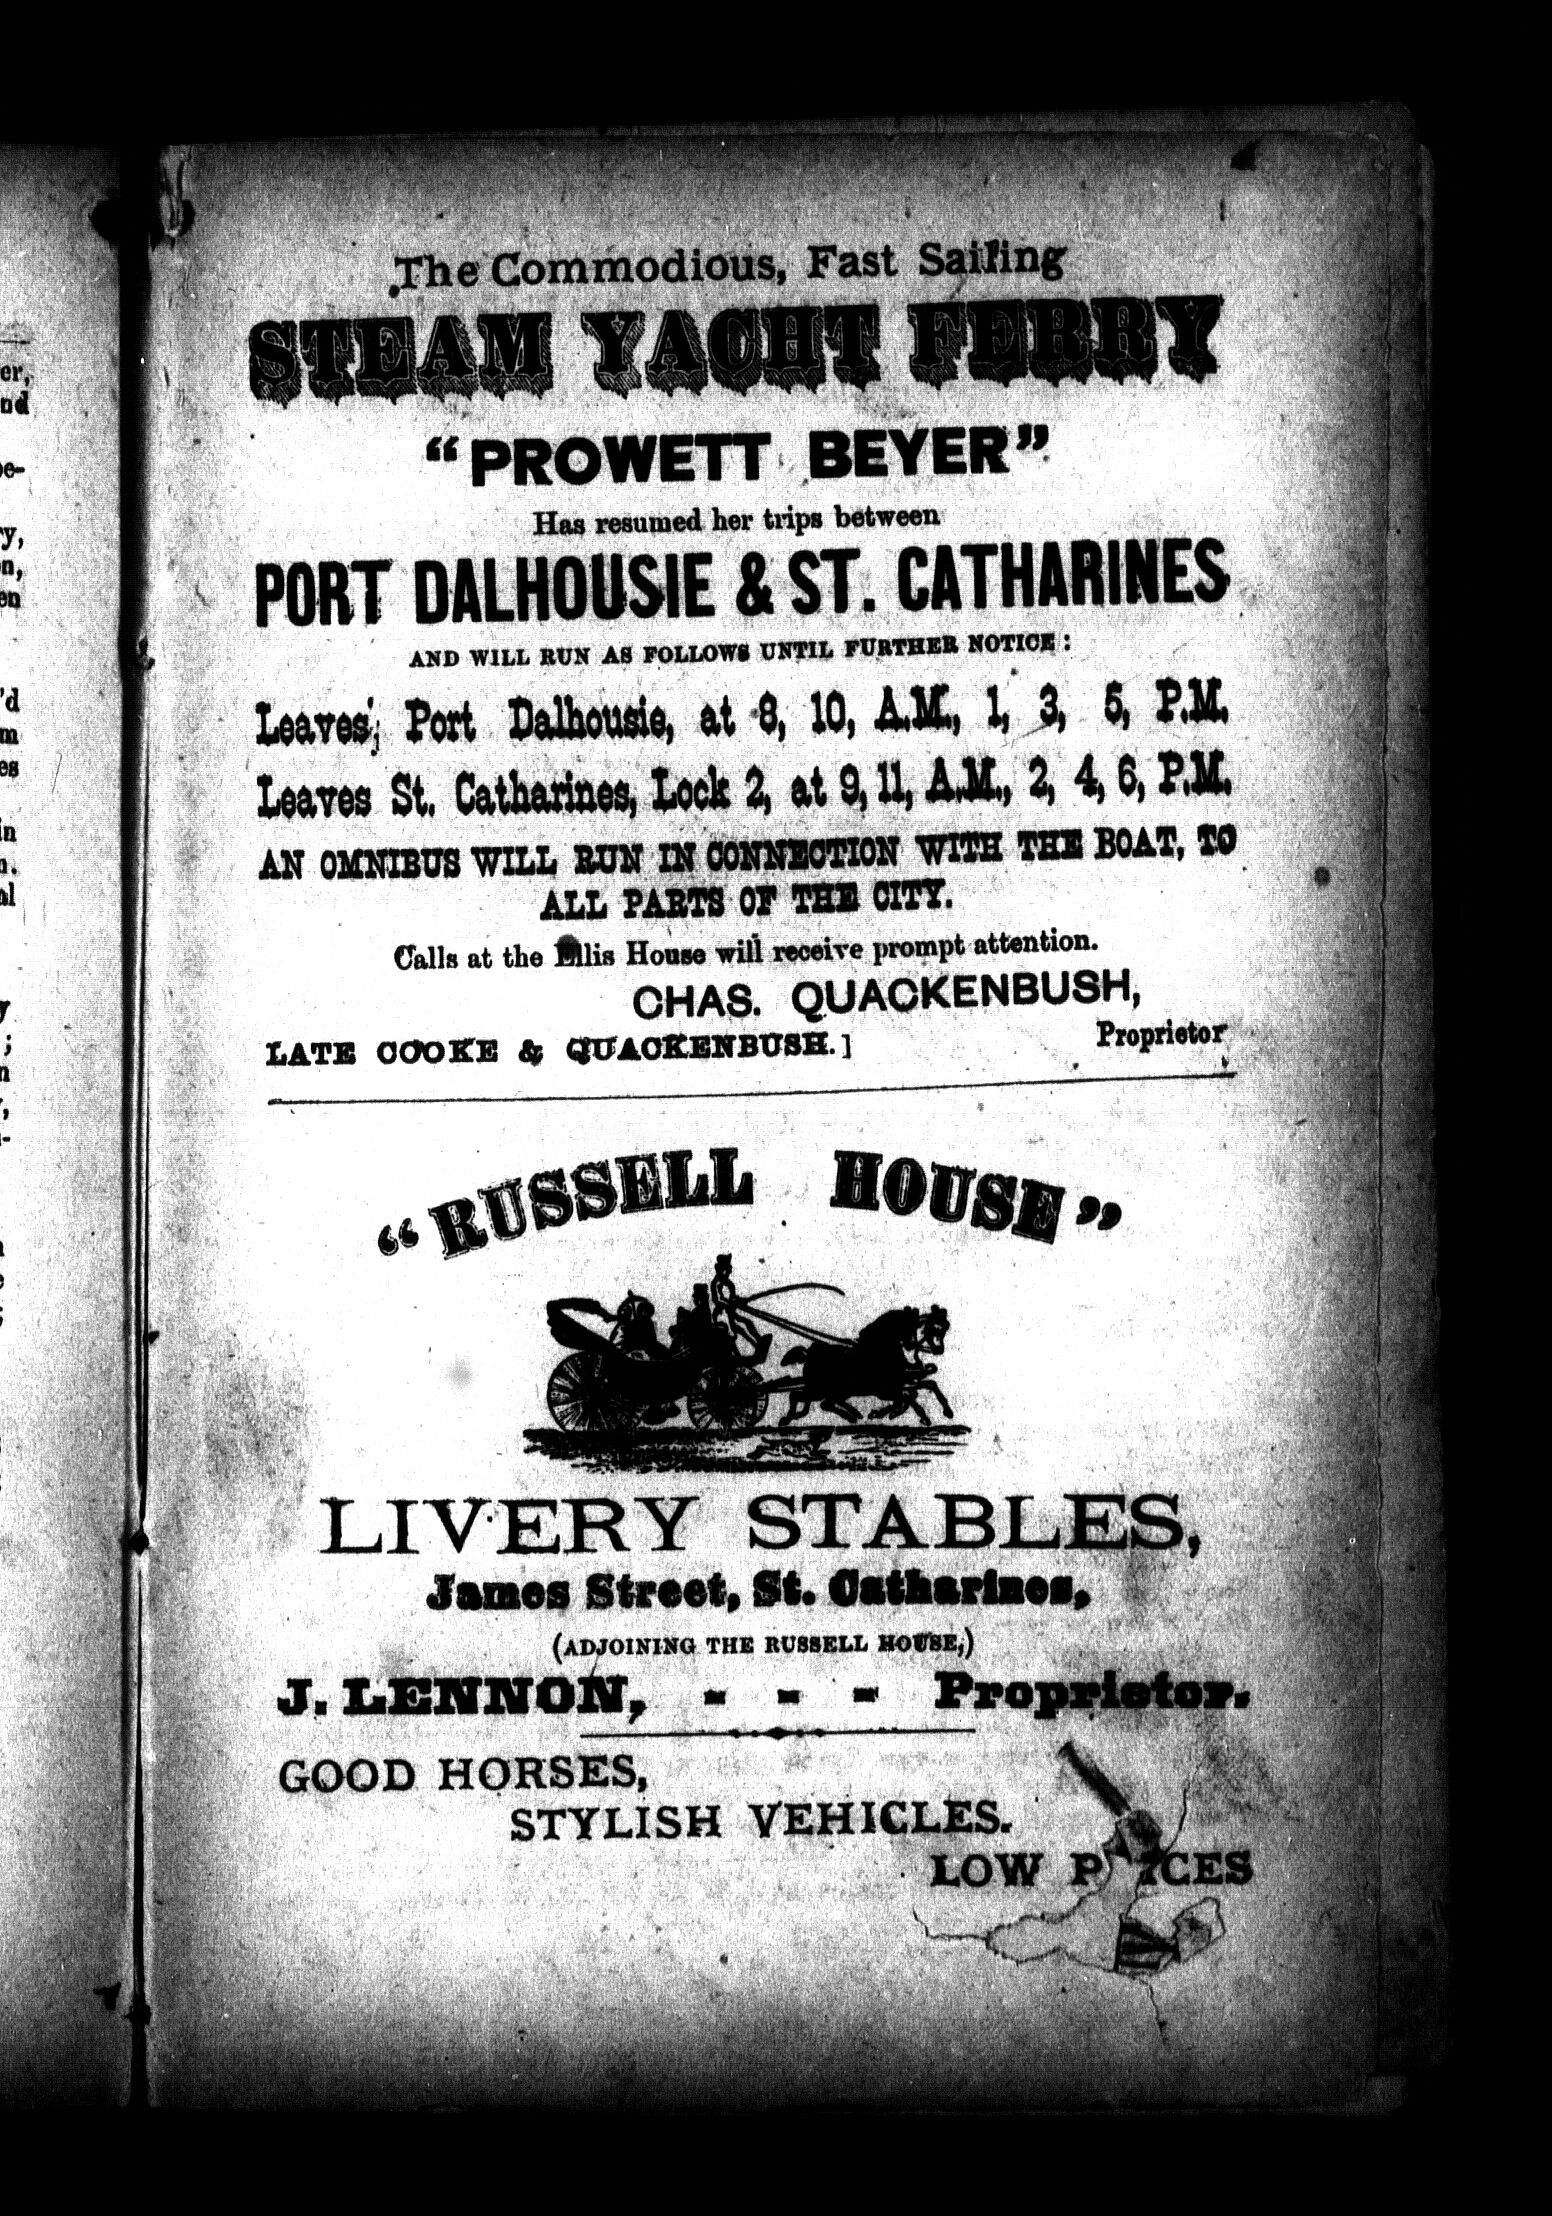 The Commodious, Fast Sailing
STEAM YACHT FERRY
"PROWETT BEYER"
Has resumed her trips between
PORT DALHOUSIE & ST. CATHARINES
AND WILL RUN AS FOLLOWS UNTIL FURTHER NOTICE:
Leaves Port Dalhousie, at 8, 10, A.M., 1, 3, 5, P.M.
Leaves St. Catharines, Lock 2, at 9, 11, A.M., 2, 4, 6, P.M.
AN OMNIBUS WILL RUN IN CONNECTION WITH THE BOAT, TO
ALL PARTS OF THE CITY.
Calls at the Ellis House will receive prompt attention.
CHAS. QUACKENBUSH,
Proprietor
LATE COOKE & QUACKENBUSH.]
"RUSSELL HOUSE"
LIVERY STABLES,
James Street, St. Catharines,
(ADJOINING THE RUSSELL HOUSE,)
J. LENNON, - - - Proprietor.
GOOD HORSES,
STYLISH VEHICLES.
LOW PRICES